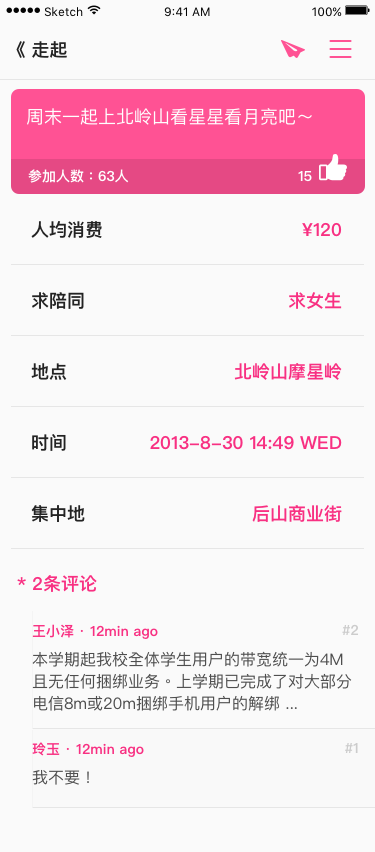 Sketch 9:41 AM 100%
《 走起
周末一起上北岭山看星星看月亮吧～
参加人数：63人 15
人均消费 ¥120
求陪同 求女生
地点 北岭山摩星岭
时间 2013-8-30 14:49 WED
集中地 后山商业街
* 2条评论
王小泽 · 12min ago #2
本学期起我校全体学生用户的带宽统一为4M
且无任何捆绑业务。上学期已完成了对大部分
电信8m或20m捆绑手机用户的解绑 ...
玲玉 · 12min ago #1
我不要！